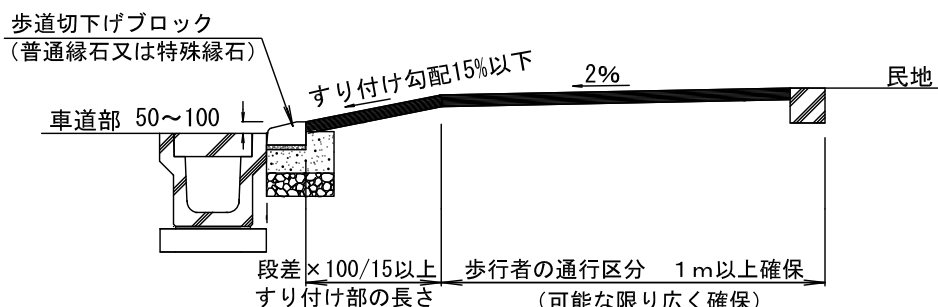 歩道切下げブロック
(普通縁石又は特殊縁石)
すり付け勾配15%以下
2%
民地
車道部 50~100
段差×100/15以上
すり付け部の長さ
歩行者の通行区分 1m以上確保
(可能な限り広く確保)